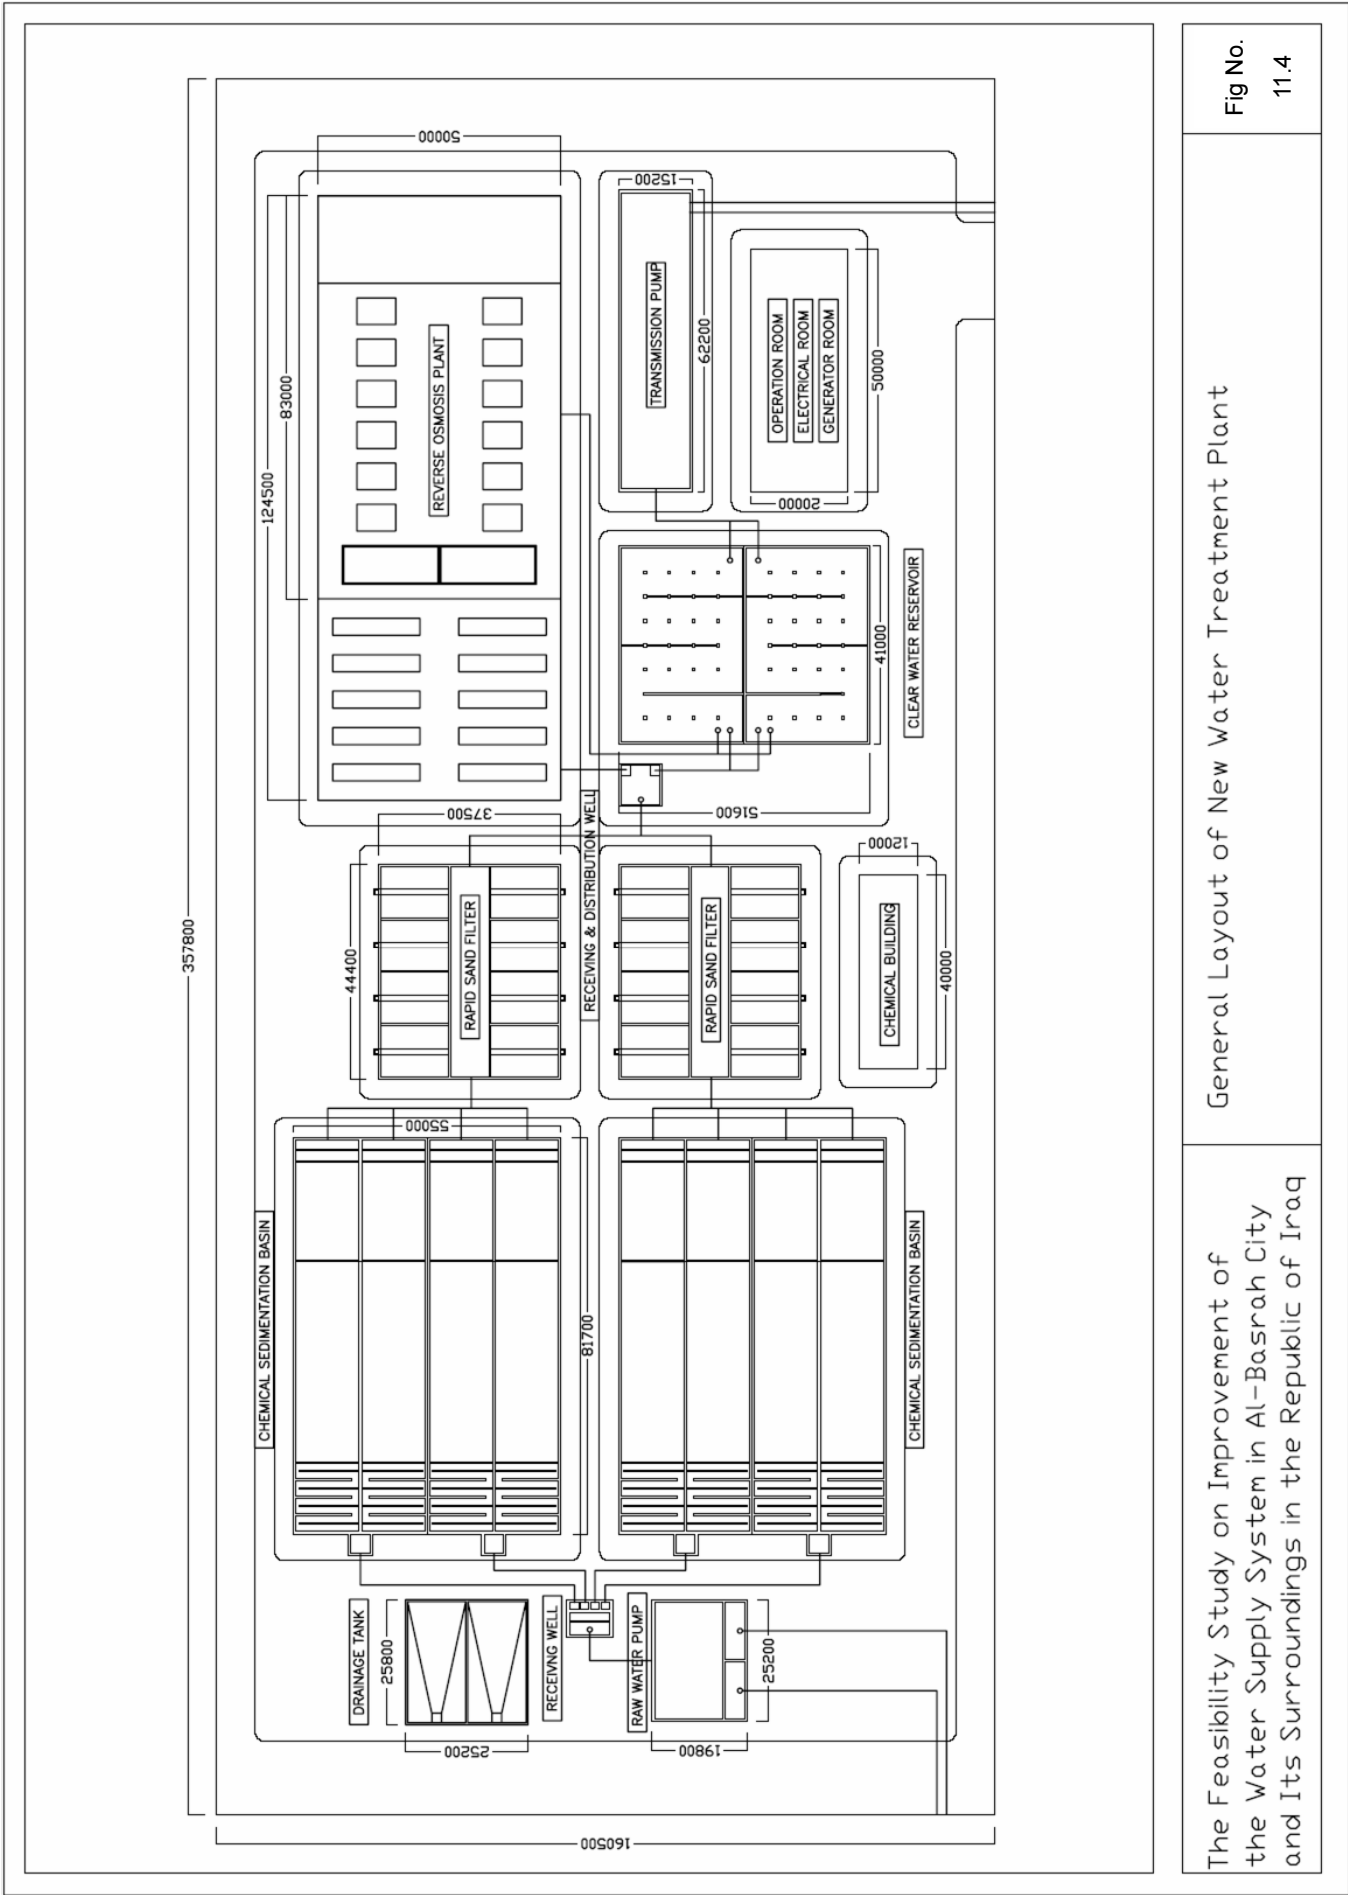 357800
160500
124500
83000
50000
REVERSE OSMOSIS PLANT
TRANSMISSION PUMP
15200
62200
OPERATION ROOM
ELECTRICAL ROOM
GENERATOR ROOM
20000
50000
CLEAR WATER RESERVOIR
41000
51600
RECEIVING & DISTRIBUTION WELL
37500
44400
RAPID SAND FILTER
RAPID SAND FILTER
CHEMICAL BUILDING
12000
40000
CHEMICAL SEDIMENTATION BASIN
55000
81700
CHEMICAL SEDIMENTATION BASIN
DRAINAGE TANK
25800
25200
RECEIVNG WELL
RAW WATER PUMP
19800
25200
The Feasibility Study on Improvement of
the Water Supply System in Al-Basrah City
and Its Surroundings in the Republic of Iraq
General Layout of New Water Treatment Plant
Fig No.
11.4